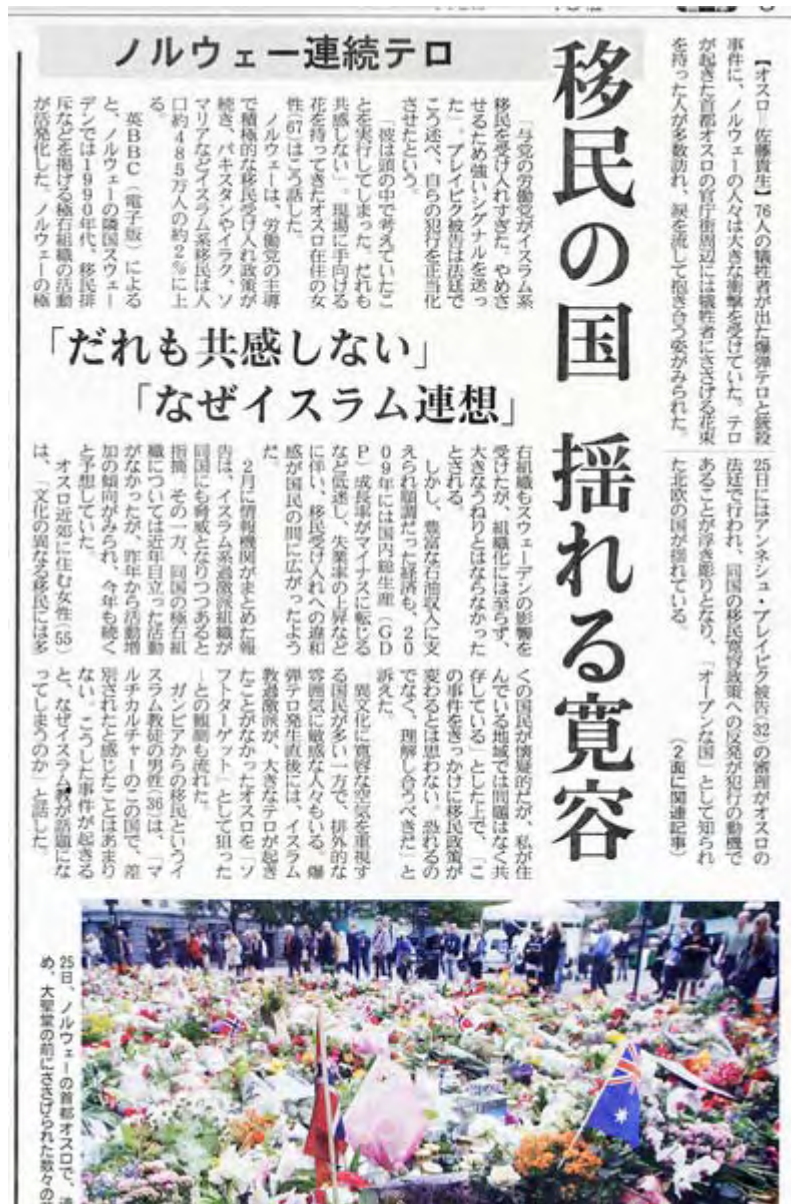 ノルウェー連続テロ
移民の国 揺れる寛容
【オスロ=佐藤貴生】76人の犠牲者が出た爆弾テロと銃殺
事件に、ノルウェーの人々は大きな衝撃を受けていた。テロ
が起きた首都オスロの官庁街周辺には犠牲者にささげる花束
を持った人が多数訪れ、涙を流して抱き合う姿がみられた。
25日にはアンネシュ・ブレイビク被告(32)の審理がオスロの
法廷で行われ、同国の移民寛容政策への反発が犯行の動機で
あることが浮き彫りとなり、「オープンな国」として知られ
た北欧の国が揺れている。
(2面に関連記事)
「与党の労働党がイスラム系
移民を受け入れすぎた。やめさ
せるため強いシグナルを送っ
た」。ブレイビク被告は法廷で
こう述べ、自らの犯行を正当化
させたという。
「彼は頭の中で考えていたこ
とを実行してしまった。だれも
共感しない」。現場に手向ける
花を持ってきたオスロ在住の女
性(67)はこう話した。
ノルウェーは、労働党の主導
で積極的な移民受け入れ政策が
続き、パキスタンやイラク、ソ
マリアなどイスラム系移民は人
口約485万人の約2%に上
る。
英BBC(電子版)による
と、ノルウェーの隣国スウェー
デンでは1990年代、移民排
斥などを掲げる極右組織の活動
が活発化した。ノルウェーの極
「だれも共感しない」
「なぜイスラム連想」
右組織もスウェーデンの影響を
受けたが、組織化には至らず、
大きなうねりとはならなかった
とされる。
しかし、豊富な石油収入に支
えられ順調だった経済も、20
09年には国内総生産(GD
P)成長率がマイナスに転じる
など低迷し、失業率の上昇など
に伴い、移民受け入れへの違和
感が国民の間に広がったよう
だ。
2月に情報機関がまとめた報
告は、イスラム系過激派組織が
同国にも脅威となりつつあると
指摘。その一方、同国の極右組
織については近年目立った活動
がなかったが、昨年から活動増
加の傾向がみられ、今年も続く
と予想していた。
オスロ近郊に住む女性(55)
は、「文化の異なる移民には多
くの国民が懐疑的だが、私が住
んでいる地域では問題はなく共
存している」とした上で、「こ
の事件をきっかけに移民政策が
変わるとは思わない。恐れるの
でなく、理解し合うべきだ」と
訴えた。
異文化に寛容な空気を重視す
る国民が多い一方で、排外的な
雰囲気に敏感な人々もいる。爆
弾テロ発生直後には、イスラム
教過激派が、大きなテロが起き
たことがなかったオスロを「ソ
フトターゲット」として狙った
―との観測も流れた。
ガンビアからの移民というイ
スラム教徒の男性(36)は、「マ
ルチカルチャーのこの国で、差
別されたと感じたことはあまり
ない。こうした事件が起きる
と、なぜイスラム教が話題にな
ってしまうのか」と話した。
25日、ノルウェーの首都オスロで、
め、大聖堂の前にささげられた数々の